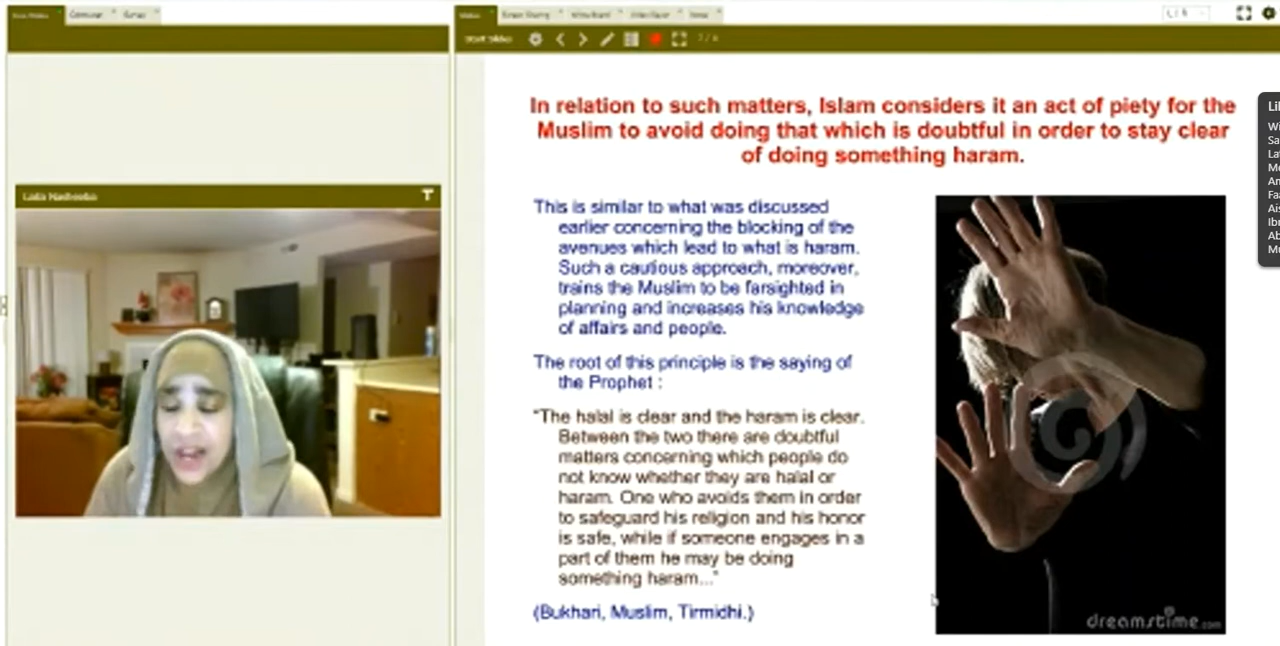 Laila Nasheeba
Start Slides
7 / 8
In relation to such matters, Islam considers it an act of piety for the
Muslim to avoid doing that which is doubtful in order to stay clear
of doing something haram.
This is similar to what was discussed
earlier concerning the blocking of the
avenues which lead to what is haram.
Such a cautious approach, moreover,
trains the Muslim to be farsighted in
planning and increases his knowledge
of affairs and people.
The root of this principle is the saying of
the Prophet :
“The halal is clear and the haram is clear.
Between the two there are doubtful
matters concerning which people do
not know whether they are halal or
haram. One who avoids them in order
to safeguard his religion and his honor
is safe, while if someone engages in a
part of them he may be doing
something haram...”
(Bukhari, Muslim, Tirmidhi.)
dreamstime.com